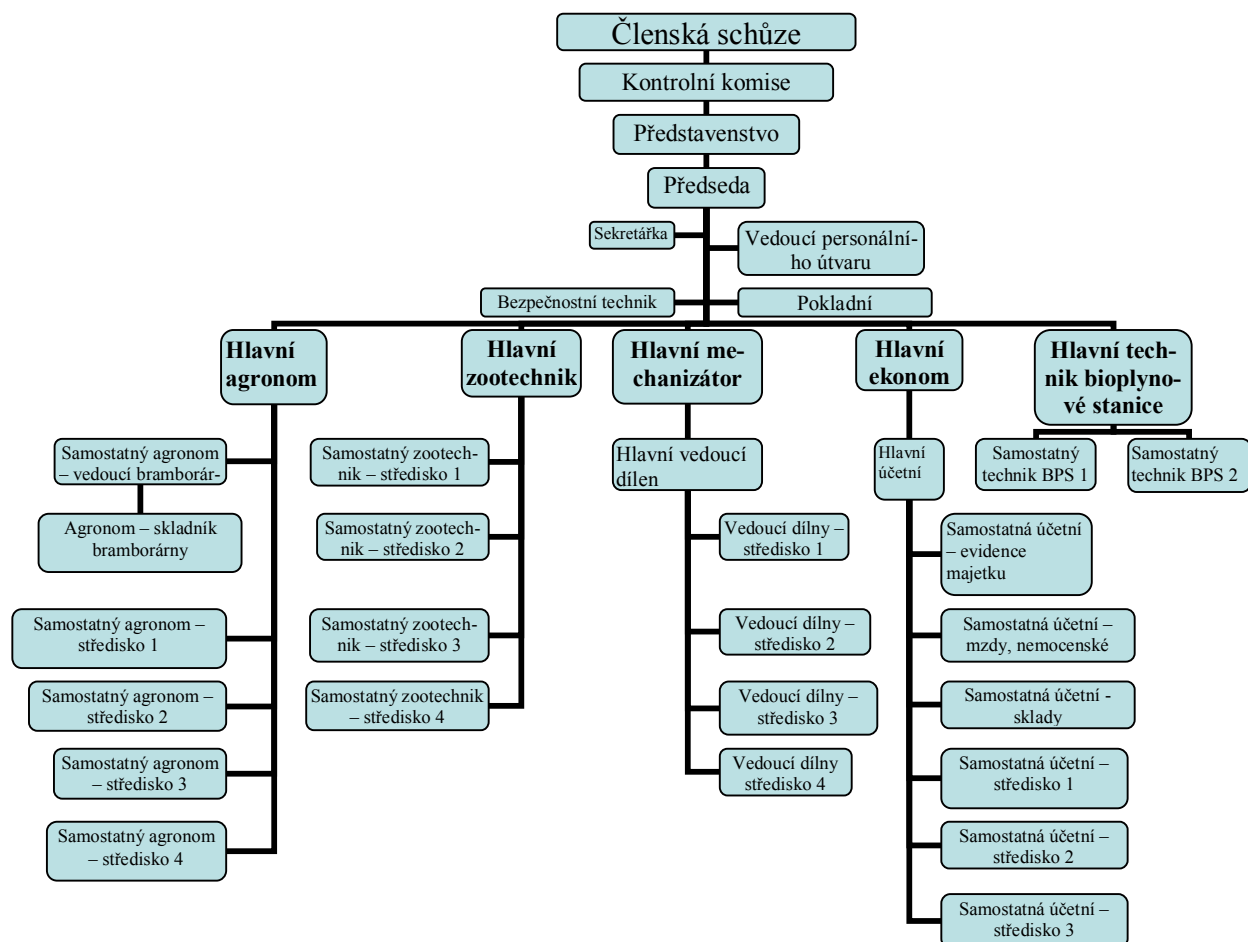 Členská schůze
Kontrolní komise
Představenstvo
Předseda
Sekretářka
Vedoucí personální-
ho útvaru
Bezpečnostní technik
Pokladní
Hlavní
agronom
Hlavní
zootechnik
Hlavní me-
chanizátor
Hlavní
ekonom
Hlavní tech-
nik bioplyno-
vé stanice
Samostatný agronom
– vedoucí bramborár-
Agronom – skladník
bramborárny
Samostatný agronom –
středisko 1
Samostatný agronom –
středisko 2
Samostatný agronom
– středisko 3
Samostatný agronom
– středisko 4
Samostatný zootech-
nik – středisko 1
Samostatný zootech-
nik – středisko 2
Samostatný zootech-
nik – středisko 3
Samostatný zootechnik
– středisko 4
Hlavní vedoucí
dílen
Vedoucí dílny –
středisko 1
Vedoucí dílny –
středisko 2
Vedoucí dílny
– středisko 3
Vedoucí dílny
středisko 4
Hlavní
účetní
Samostatná účetní
– evidence
majetku
Samostatná účetní –
mzdy, nemocenské
Samostatná účetní -
sklady
Samostatná účetní –
středisko 1
Samostatná účetní
– středisko 2
Samostatná účetní – středisko
3
Samostatný
technik BPS 1
Samostatný
technik BPS 2